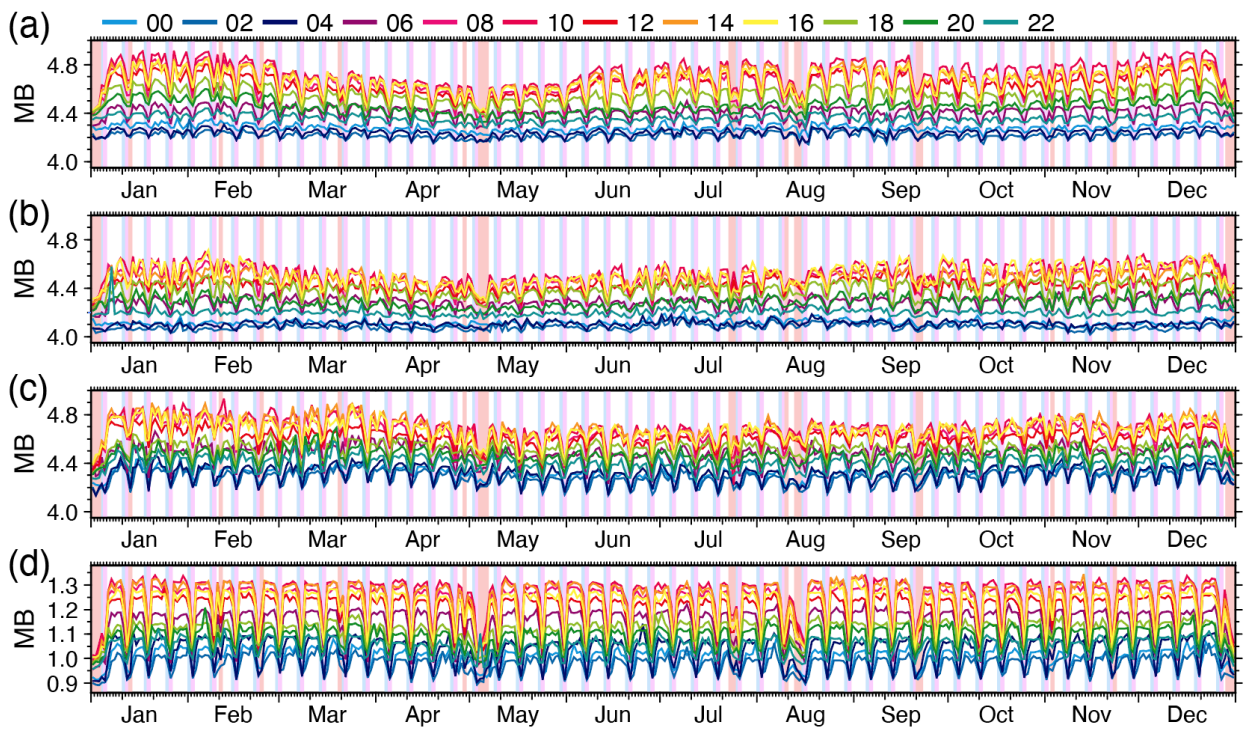 (a) 00 02 04 06 08 10 12 14 16 18 20 22
4.8
4.4
4.0
MB
Jan Feb Mar Apr May Jun Jul Aug Sep Oct Nov Dec
(b)
4.8
4.4
4.0
MB
Jan Feb Mar Apr May Jun Jul Aug Sep Oct Nov Dec
(c)
4.8
4.4
4.0
MB
Jan Feb Mar Apr May Jun Jul Aug Sep Oct Nov Dec
(d)
1.3
1.2
1.1
1.0
0.9
MB
Jan Feb Mar Apr May Jun Jul Aug Sep Oct Nov Dec